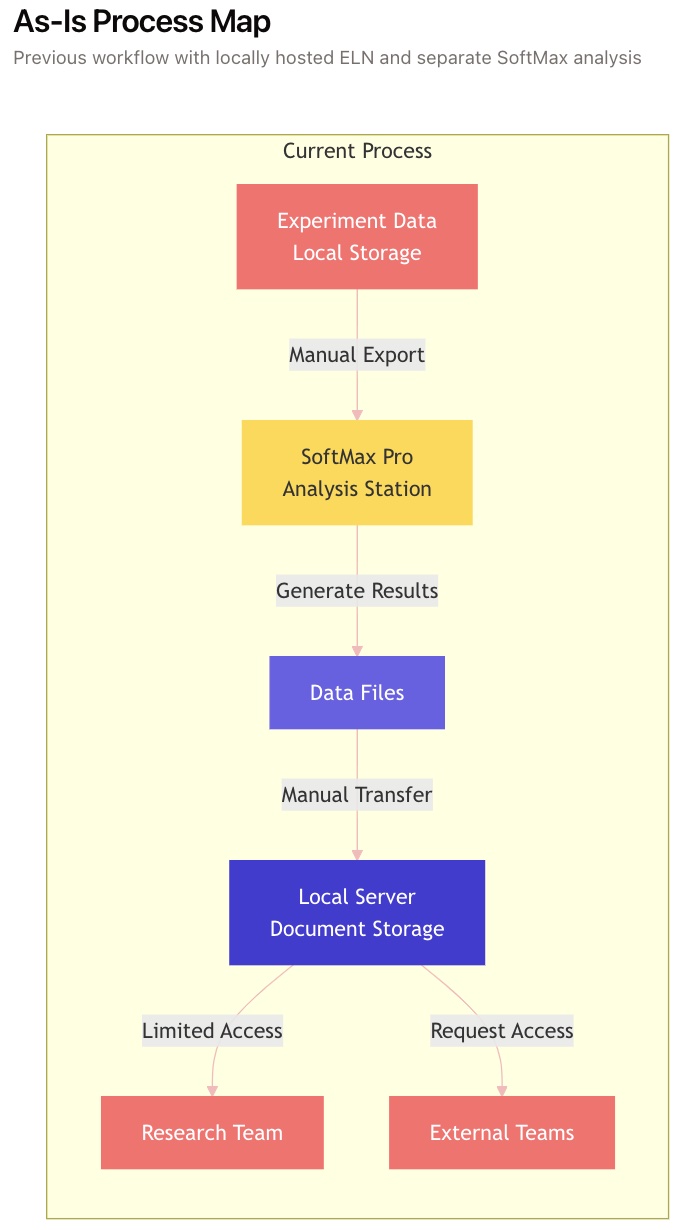 As-Is Process Map
Previous workflow with locally hosted ELN and separate SoftMax analysis
Current Process
Experiment Data
Local Storage
Manual Export
SoftMax Pro
Analysis Station
Generate Results
Data Files
Manual Transfer
Local Server
Document Storage
Limited Access
Request Access
Research Team
External Teams